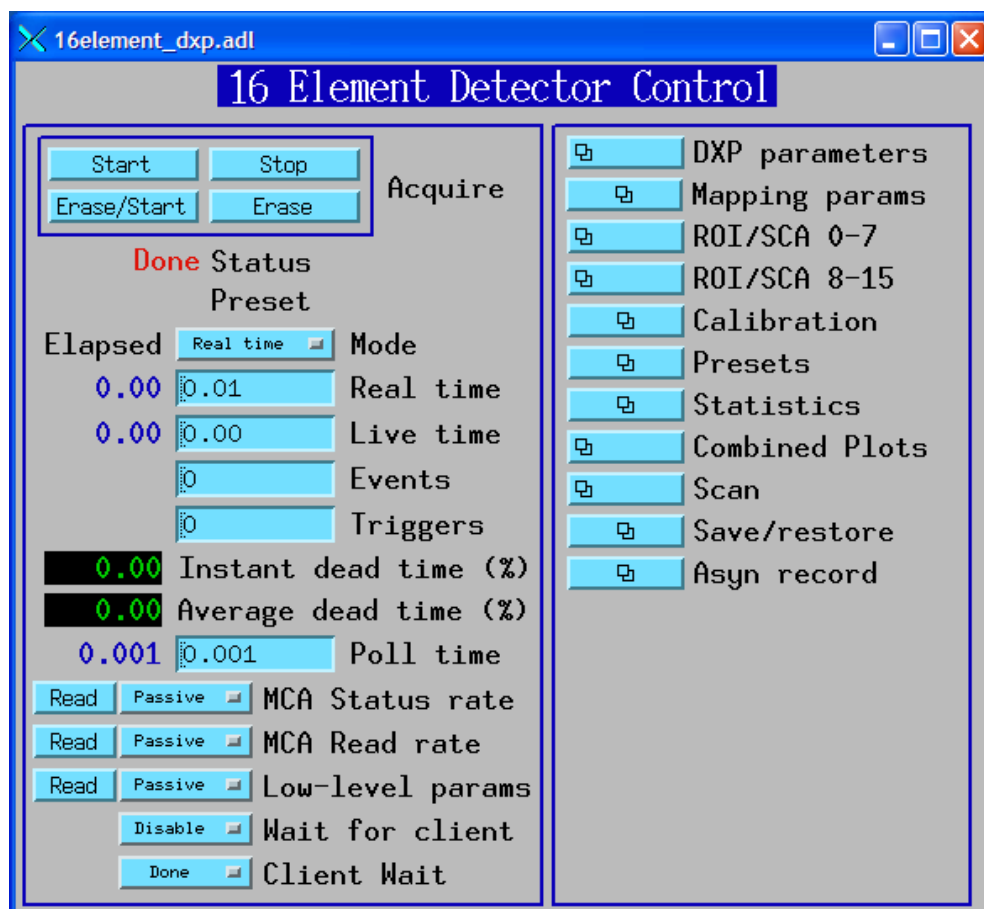 16element_dxp.adl
16 Element Detector Control
Start Stop
Erase/Start Erase
Acquire
Done Status
Preset
Elapsed Real time Mode
0.00 0.01 Real time
0.00 0.00 Live time
0 Events
0 Triggers
0.00 Instant dead time (%)
0.00 Average dead time (%)
0.001 0.001 Poll time
Read Passive MCA Status rate
Read Passive MCA Read rate
Read Passive Low-level params
Disable Wait for client
Done Client Wait
DXP parameters
Mapping params
ROI/SCA 0-7
ROI/SCA 8-15
Calibration
Presets
Statistics
Combined Plots
Scan
Save/restore
Asyn record